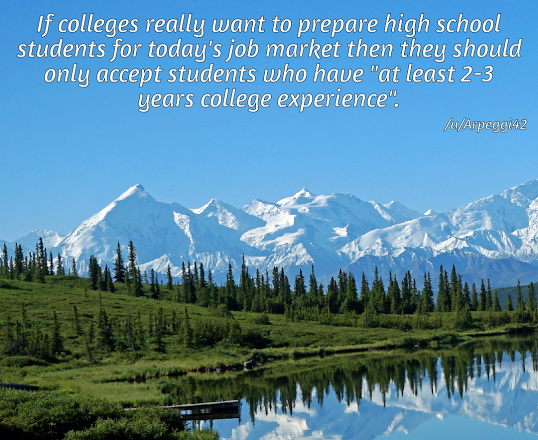 If colleges really want to prepare high school
students for today's job market then they should
only accept students who have "at least 2-3
years college experience".
/u/Arpeggi42